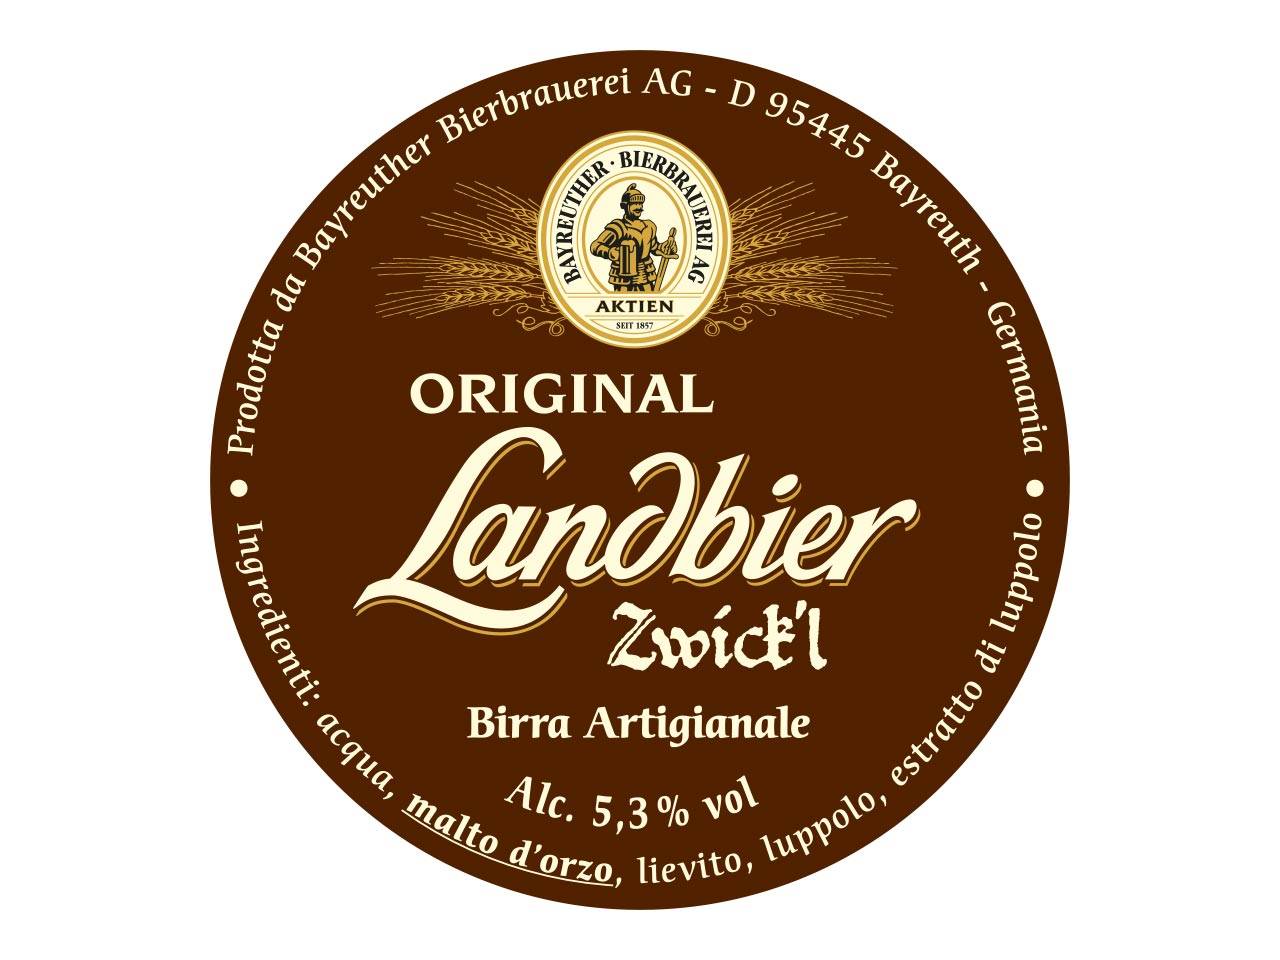 Prodotta da Bayreuther Bierbrauerei AG - D 95445 Bayreuth - Germania
BAYREUTHER · BIERBRAUEREI AG
AKTIEN
SEIT 1857
ORIGINAL
Landbier
Zwick'l
Birra Artigianale
Alc. 5,3 % vol
Ingredienti: acqua, malto d'orzo, lievito, luppolo, estratto di luppolo